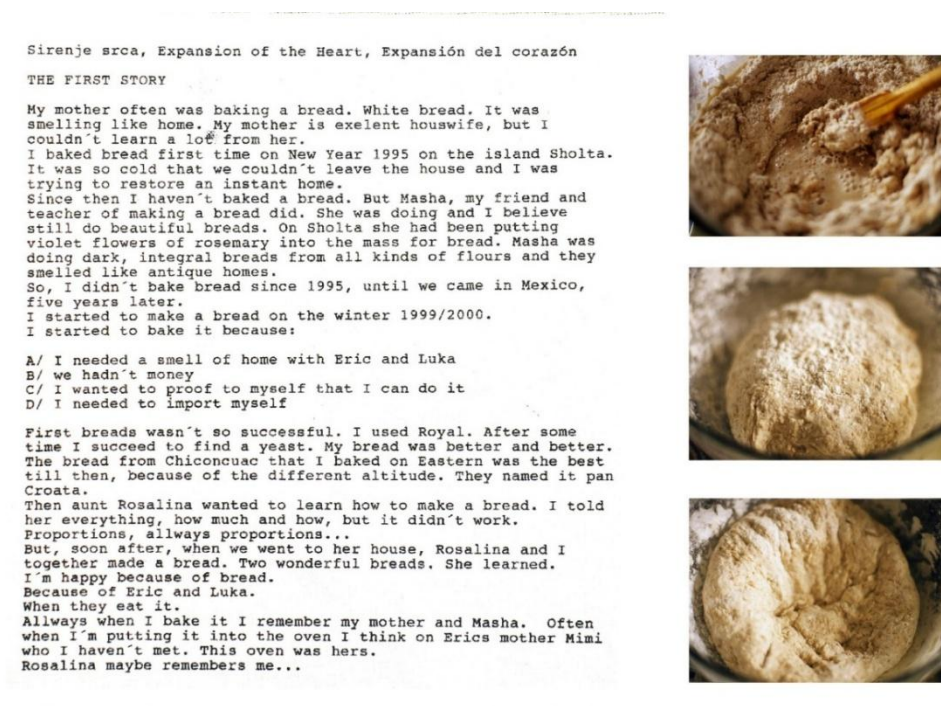 Sirenje srca, Expansion of the Heart, Expansión del corazón
THE FIRST STORY
My mother often was baking a bread. White bread. It was
smelling like home. My mother is exelent houswife, but I
couldn´t learn a lot from her.
I baked bread first time on New Year 1995 on the island Sholta.
It was so cold that we couldn´t leave the house and I was
trying to restore an instant home.
Since then I haven´t baked a bread. But Masha, my friend and
teacher of making a bread did. She was doing and I believe
still do beautiful breads. On Sholta she had been putting
violet flowers of rosemary into the mass for bread. Masha was
doing dark, integral breads from all kinds of flours and they
smelled like antique homes.
So, I didn´t bake bread since 1995, until we came in Mexico,
five years later.
I started to make a bread on the winter 1999/2000.
I started to bake it because:
A/ I needed a smell of home with Eric and Luka
B/ we hadn´t money
C/ I wanted to proof to myself that I can do it
D/ I needed to import myself
First breads wasn´t so successful. I used Royal. After some
time I succeed to find a yeast. My bread was better and better.
The bread from Chiconcuac that I baked on Eastern was the best
till then, because of the different altitude. They named it pan
Croata.
Then aunt Rosalina wanted to learn how to make a bread. I told
her everything, how much and how, but it didn´t work.
Proportions, allways proportions...
But, soon after, when we went to her house, Rosalina and I
together made a bread. Two wonderful breads. She learned.
I´m happy because of bread.
Because of Eric and Luka.
When they eat it.
Allways when I bake it I remember my mother and Masha. Often
when I´m putting it into the oven I think on Erics mother Mimi
who I haven´t met. This oven was hers.
Rosalina maybe remembers me...